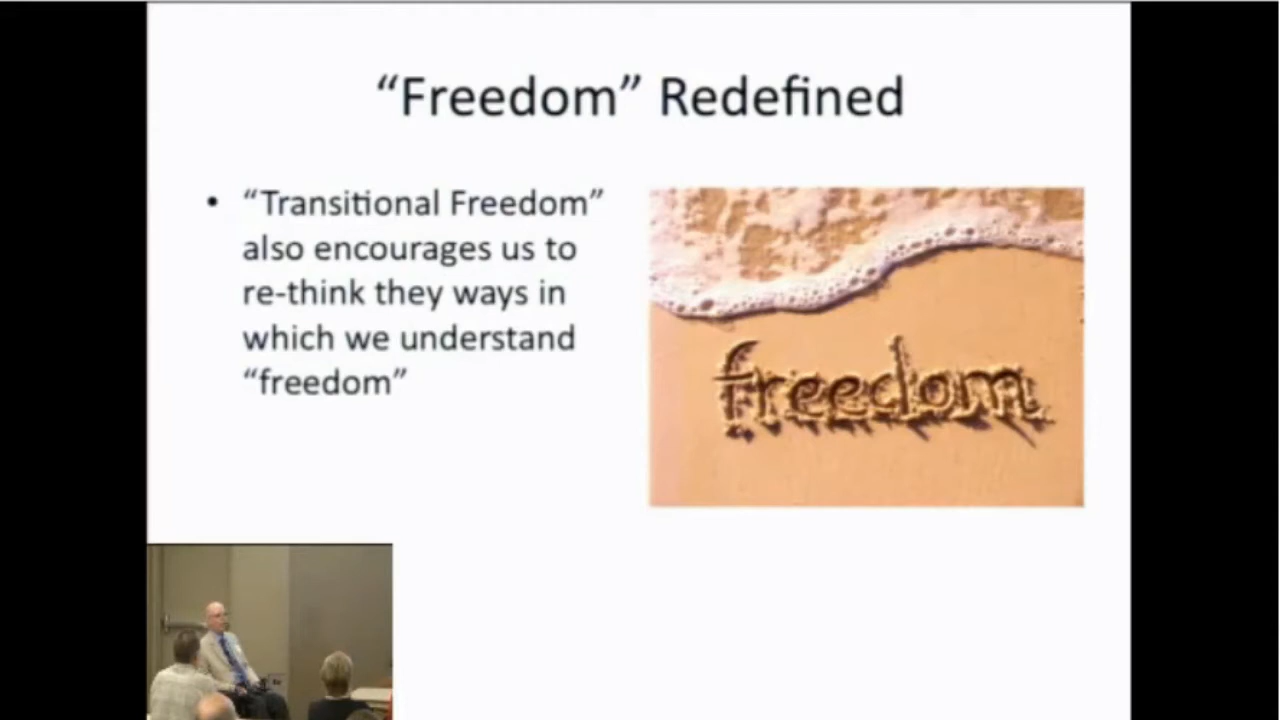 “Freedom” Redefined
• “Transitional Freedom”
also encourages us to
re-think they ways in
which we understand
“freedom”
freedom